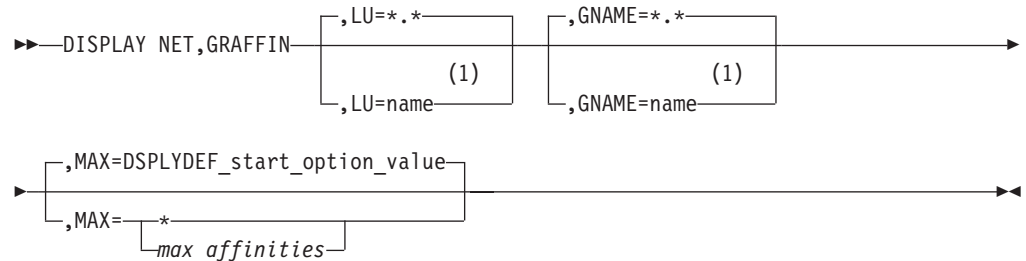 ,LU=*.* ,GNAME=*.*
DISPLAY NET,GRAFFIN
(1) (1)
,LU=name ,GNAME=name
,MAX=DSPLYDEF_start_option_value
,MAX= *
max affinities